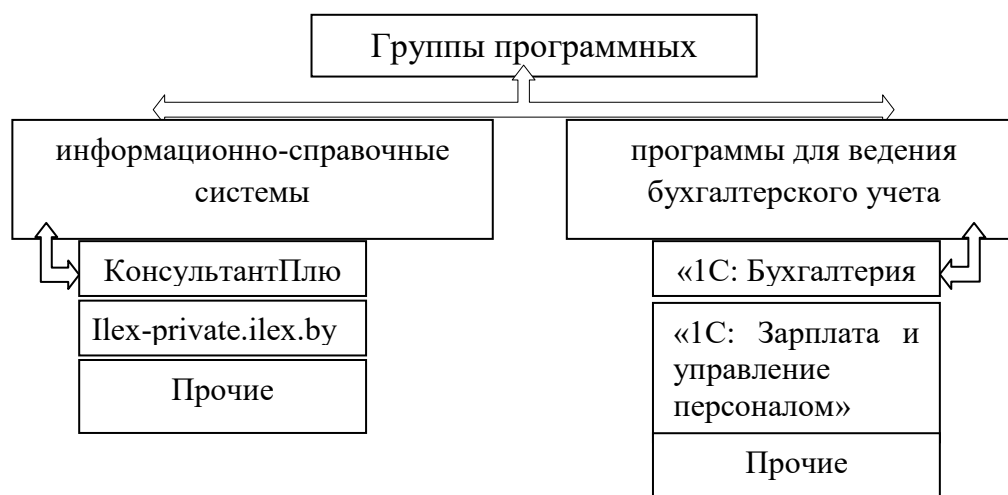 Группы программных
информационно-справочные
системы
программы для ведения
бухгалтерского учета
КонсультантПлю
Ilex-private.ilex.by
Прочие
«1С: Бухгалтерия
«1С: Зарплата и
управление
персоналом»
Прочие